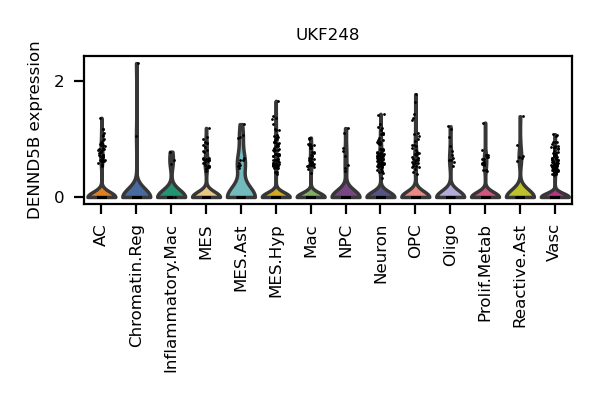 UKF248
DENND5B expression
2
0
AC
Chromatin.Reg
Inflammatory.Mac
MES
MES.Ast
MES.Hyp
Mac
NPC
Neuron
OPC
Oligo
Prolif.Metab
Reactive.Ast
Vasc